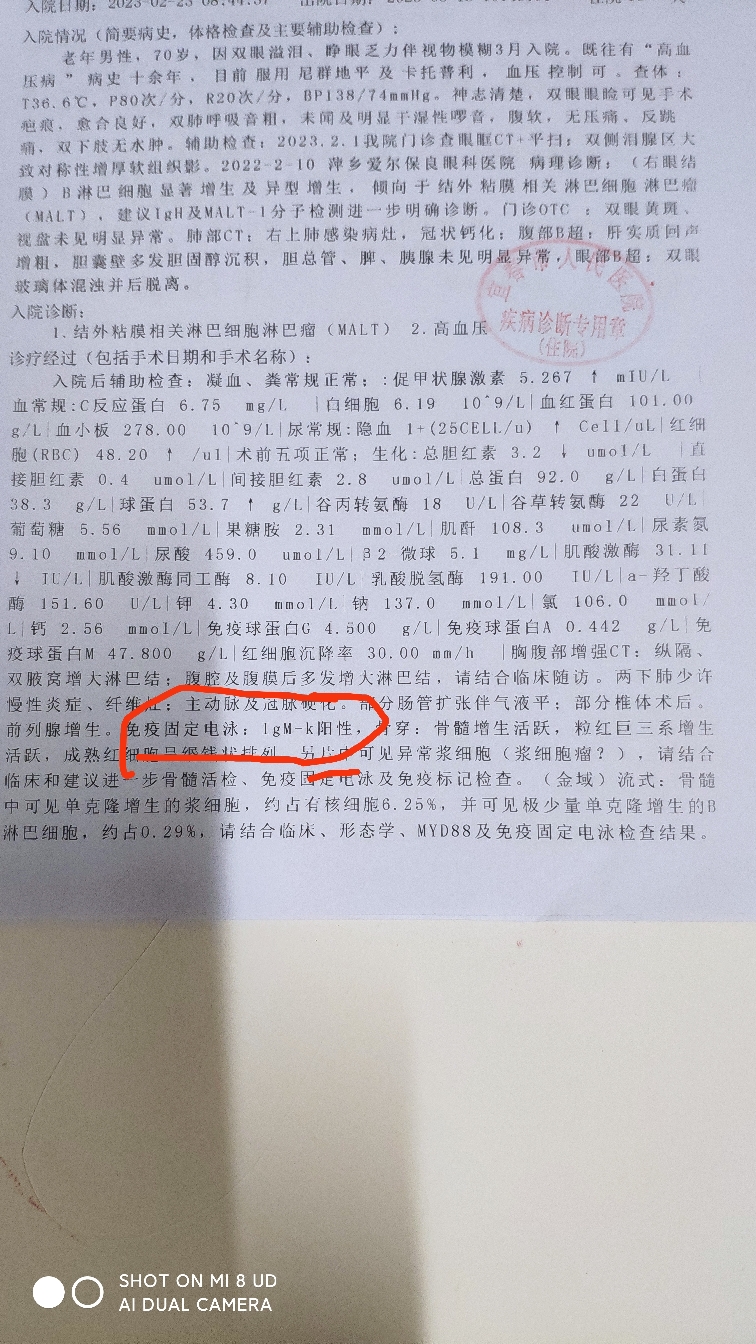 入院日期：2023-02-23
入院情况（简要病史，体格检查及主要辅助检查）：
老年男性，70岁，因双眼溢泪、睁眼乏力伴视物模糊3月入院。既往有“高血
压病”病史十余年，目前服用尼群地平及卡托普利，血压控制可。查体：
T36.6℃，P80次/分，R20次/分，BP138/74mmHg。神志清楚，双眼眼睑可见手术
疤痕，愈合良好，双肺呼吸音粗，未闻及明显干湿性啰音，腹软，无压痛、反跳
痛，双下肢无水肿。辅助检查：2023.2.1我院门诊查眼眶CT+平扫：双侧泪腺区大
致对称性增厚软组织影。2022-2-10 萍乡爱尔保良眼科医院 病理诊断：（右眼结
膜）B淋巴细胞显著增生及异型增生，倾向于结外粘膜相关淋巴细胞淋巴瘤
（MALT），建议IgH及MALT-1分子检测进一步明确诊断。门诊OTC ：双眼黄斑、
视盘未见明显异常。肺部CT：右上肺感染病灶，冠状钙化；腹部B超：肝实质回声
增粗，胆囊壁多发胆固醇沉积，胆总管、脾、胰腺未见明显异常，眼部B超：双眼
玻璃体混浊并后脱离。
宜春市人民医院
疾病诊断专用章
（住院）
入院诊断：
1.结外粘膜相关淋巴细胞淋巴瘤（MALT） 2.高血压
诊疗经过（包括手术日期和手术名称）：
入院后辅助检查：凝血、粪常规正常；:促甲状腺激素 5.267 ↑ mIU/L
血常规:C反应蛋白 6.75 mg/L |白细胞 6.19 10^9/L|血红蛋白 101.00
g/L|血小板 278.00 10^9/L|尿常规:隐血 1+(25CELL/u) ↑ Cell/uL|红细
胞(RBC) 48.20 ↑ /ul|术前五项正常；生化:总胆红素 3.2 ↓ umol/L |直
接胆红素 0.4 umol/L|间接胆红素 2.8 umol/L|总蛋白 92.0 g/L|白蛋白
38.3 g/L|球蛋白 53.7 ↑ g/L|谷丙转氨酶 18 U/L|谷草转氨酶 22 U/L|
葡萄糖 5.56 mmol/L|果糖胺 2.31 mmol/L|肌酐 108.3 umol/L|尿素氮
9.10 mmol/L|尿酸 459.0 umol/L|β2 微球 5.1 mg/L|肌酸激酶 31.11
↓ IU/L|肌酸激酶同工酶 8.10 IU/L|乳酸脱氢酶 191.00 IU/L|a-羟丁酸
酶 151.60 U/L|钾 4.30 mmol/L|钠 137.0 mmol/L|氯 106.0 mmol/
L|钙 2.56 mmol/L|免疫球蛋白G 4.500 g/L|免疫球蛋白A 0.442 g/L|免
疫球蛋白M 47.800 g/L|红细胞沉降率 30.00 mm/h |胸腹部增强CT：纵隔、
双腋窝增大淋巴结；腹腔及腹膜后多发增大淋巴结，请结合临床随访。两下肺少许
慢性炎症、纤维灶；主动脉及冠脉硬化。部分肠管扩张伴气液平；部分椎体术后。
前列腺增生。免疫固定电泳：IgM-k阳性，骨穿：骨髓增生活跃，粒红巨三系增生
活跃，成熟红细胞呈缗钱状排列，另片中可见异常浆细胞（浆细胞瘤？），请结合
临床和建议进一步骨髓活检、免疫固定电泳及免疫标记检查。（金域）流式：骨髓
中可见单克隆增生的浆细胞，约占有核细胞6.25%，并可见极少量单克隆增生的B
淋巴细胞，约占0.29%，请结合临床、形态学、MYD88及免疫固定电泳检查结果。
SHOT ON MI 8 UD
AI DUAL CAMERA